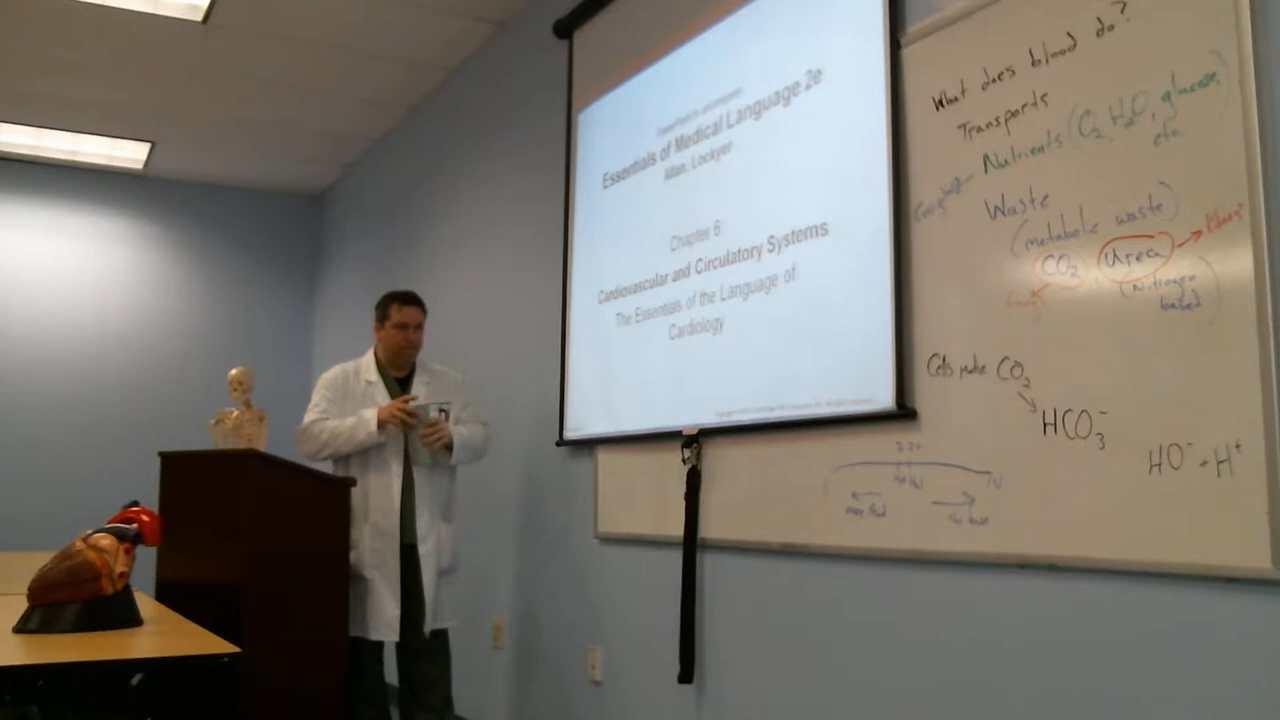 Essentials of Medical Language 2e
Allan, Lockyer
Chapter 6:
Cardiovascular and Circulatory Systems
The Essentials of the Language of
Cardiology
What does blood do?
Transports
Nutrients (O2, H2O, glucose,
etc
Waste
(metabolic waste)
CO2 Urea
(Nitrogen
based)
Cells make CO2
HCO3-
HO- + H+